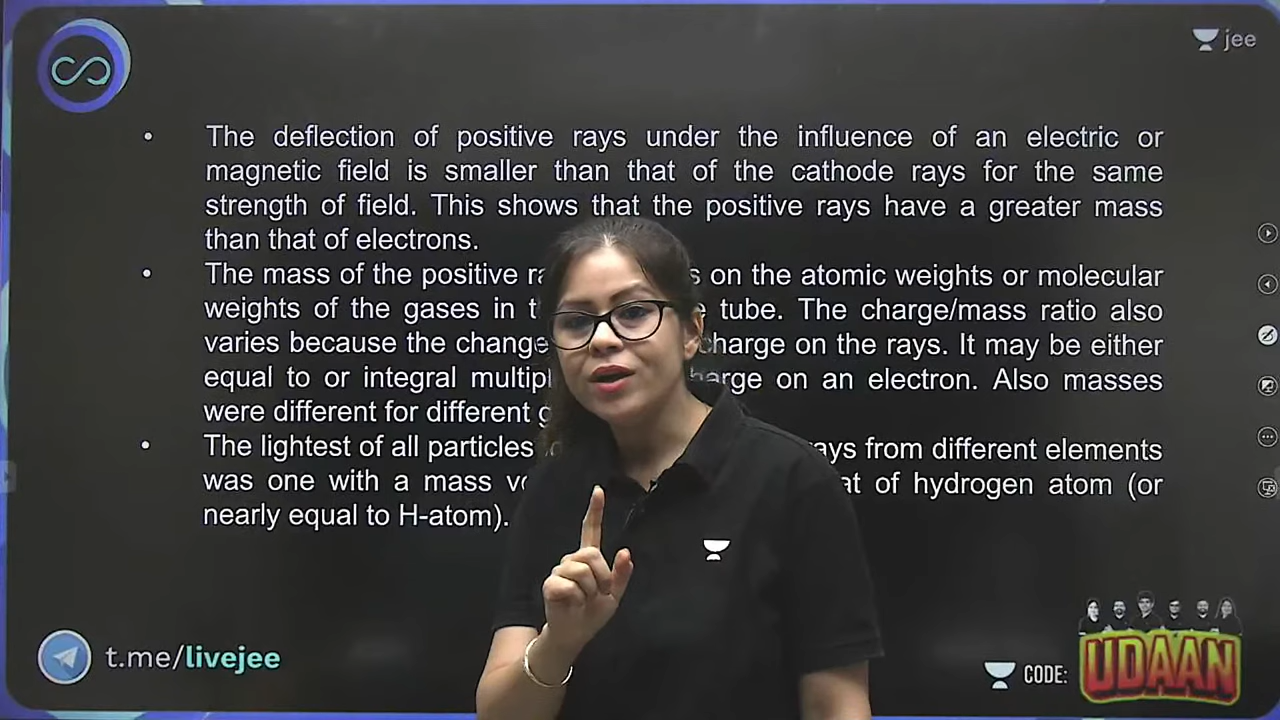 jee
• The deflection of positive rays under the influence of an electric or
magnetic field is smaller than that of the cathode rays for the same
strength of field. This shows that the positive rays have a greater mass
than that of electrons.
• The mass of the positive on the atomic weights or molecular
weights of the gases in tube. The charge/mass ratio also
varies because the change charge on the rays. It may be either
equal to or integral charge on an electron. Also masses
were different for different
• The lightest of all particles rays from different elements
was one with a mass of hydrogen atom (or
nearly equal to H-atom).
t.me/livejee
CODE: UDAAN